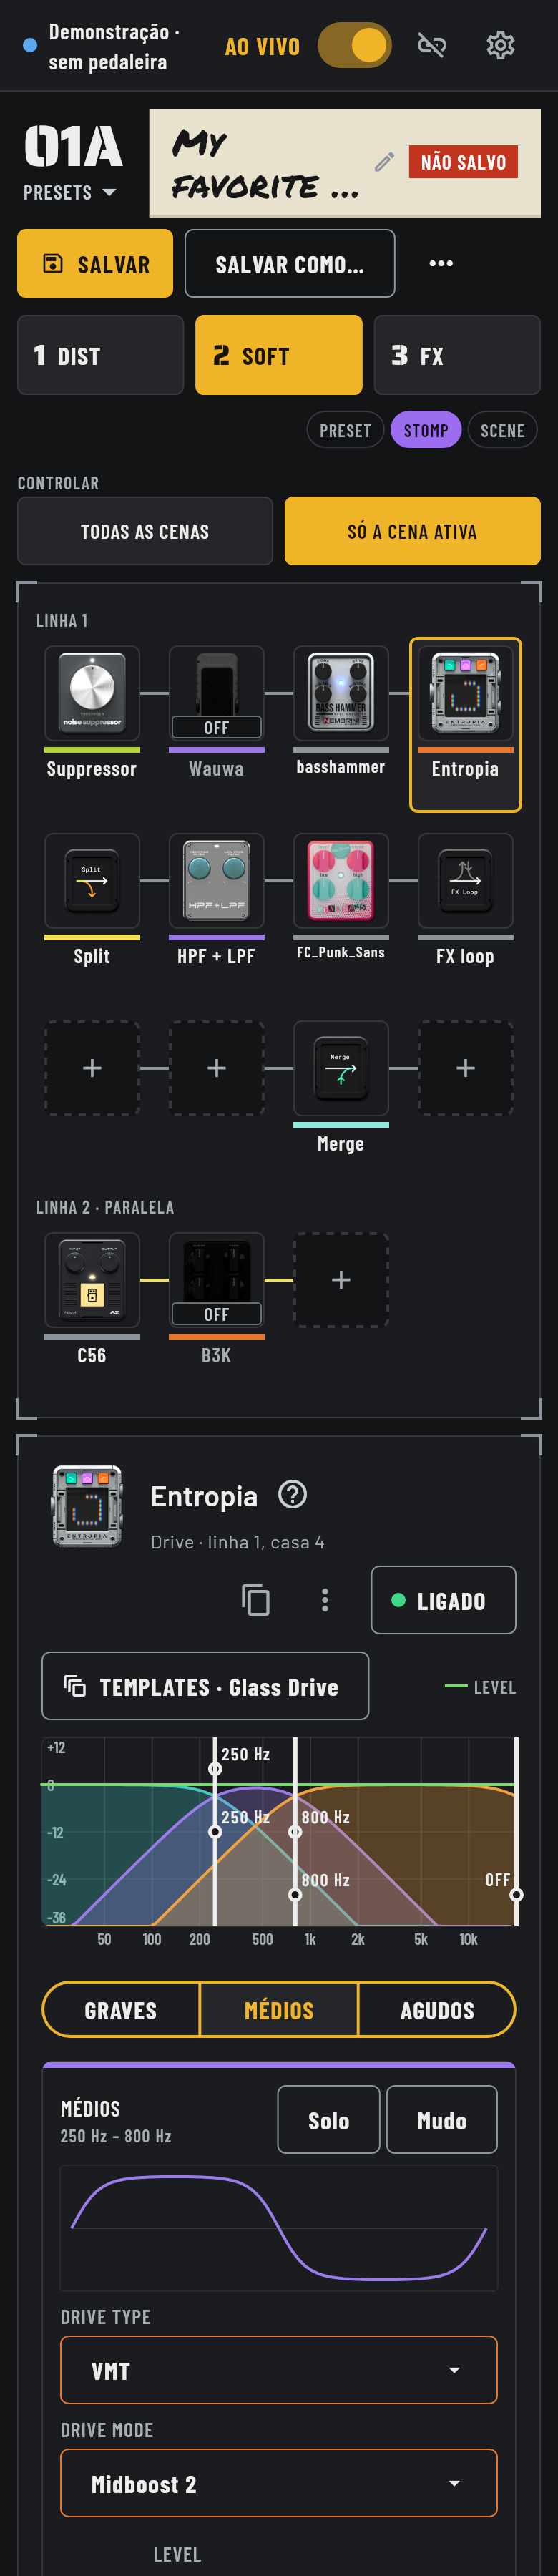 Demonstração ·
sem pedaleira
AO VIVO
01A
PRESETS
MY
FAVORITE ...
NÃO SALVO
SALVAR
SALVAR COMO...
1 DIST
2 SOFT
3 FX
PRESET
STOMP
SCENE
CONTROLAR
TODAS AS CENAS
SÓ A CENA ATIVA
LINHA 1
noise suppressor
OFF
BASS HAMMER
NEMBRINI
ENTROPIA
Suppressor
Wauwa
basshammer
Entropia
Split
HPF+LPF
low
high
FX Loop
Split
HPF + LPF
FC_Punk_Sans
FX loop
Merge
Merge
LINHA 2 · PARALELA
OFF
C56
B3K
ENTROPIA
Entropia
Drive · linha 1, casa 4
LIGADO
TEMPLATES · Glass Drive
LEVEL
+12
0
-12
-24
-36
250 Hz
250 Hz
800 Hz
800 Hz
OFF
50
100
200
500
1k
2k
5k
10k
GRAVES
MÉDIOS
AGUDOS
MÉDIOS
250 Hz – 800 Hz
Solo
Mudo
DRIVE TYPE
VMT
DRIVE MODE
Midboost 2
LEVEL